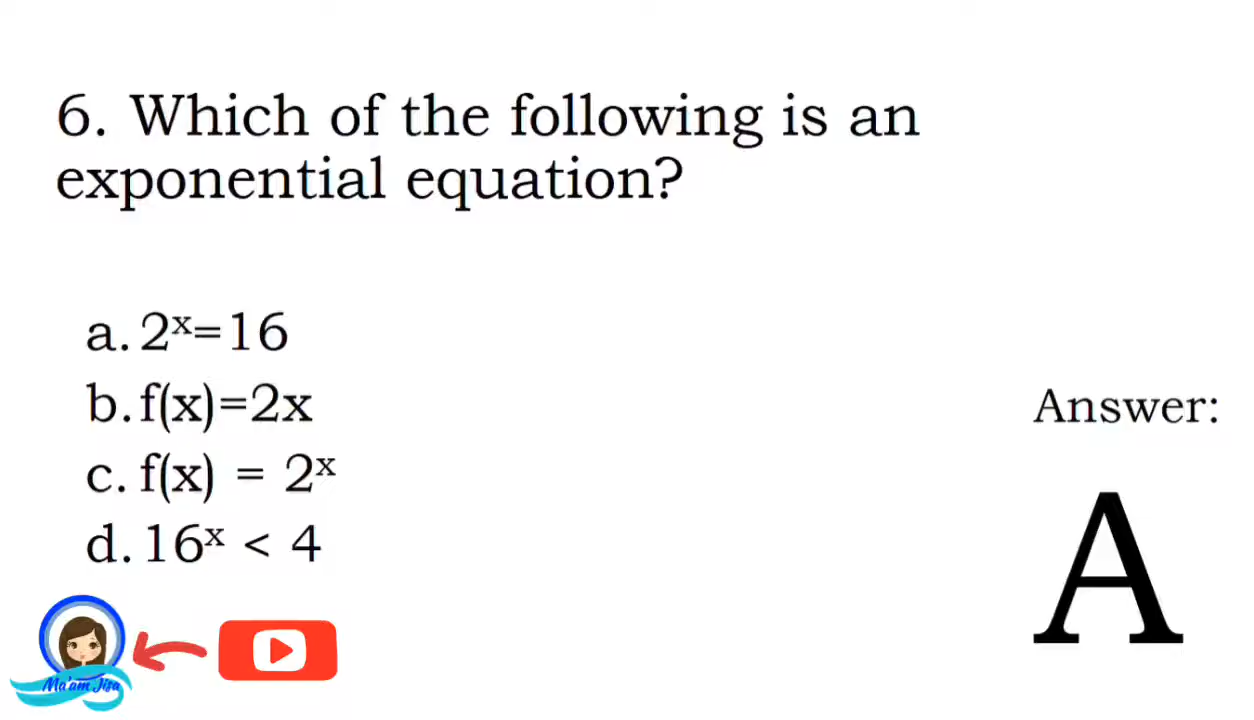 6. Which of the following is an
exponential equation?
a. 2ˣ=16
b. f(x)=2x
c. f(x) = 2ˣ
d. 16ˣ < 4
Answer:
A
Ma'am Jisa